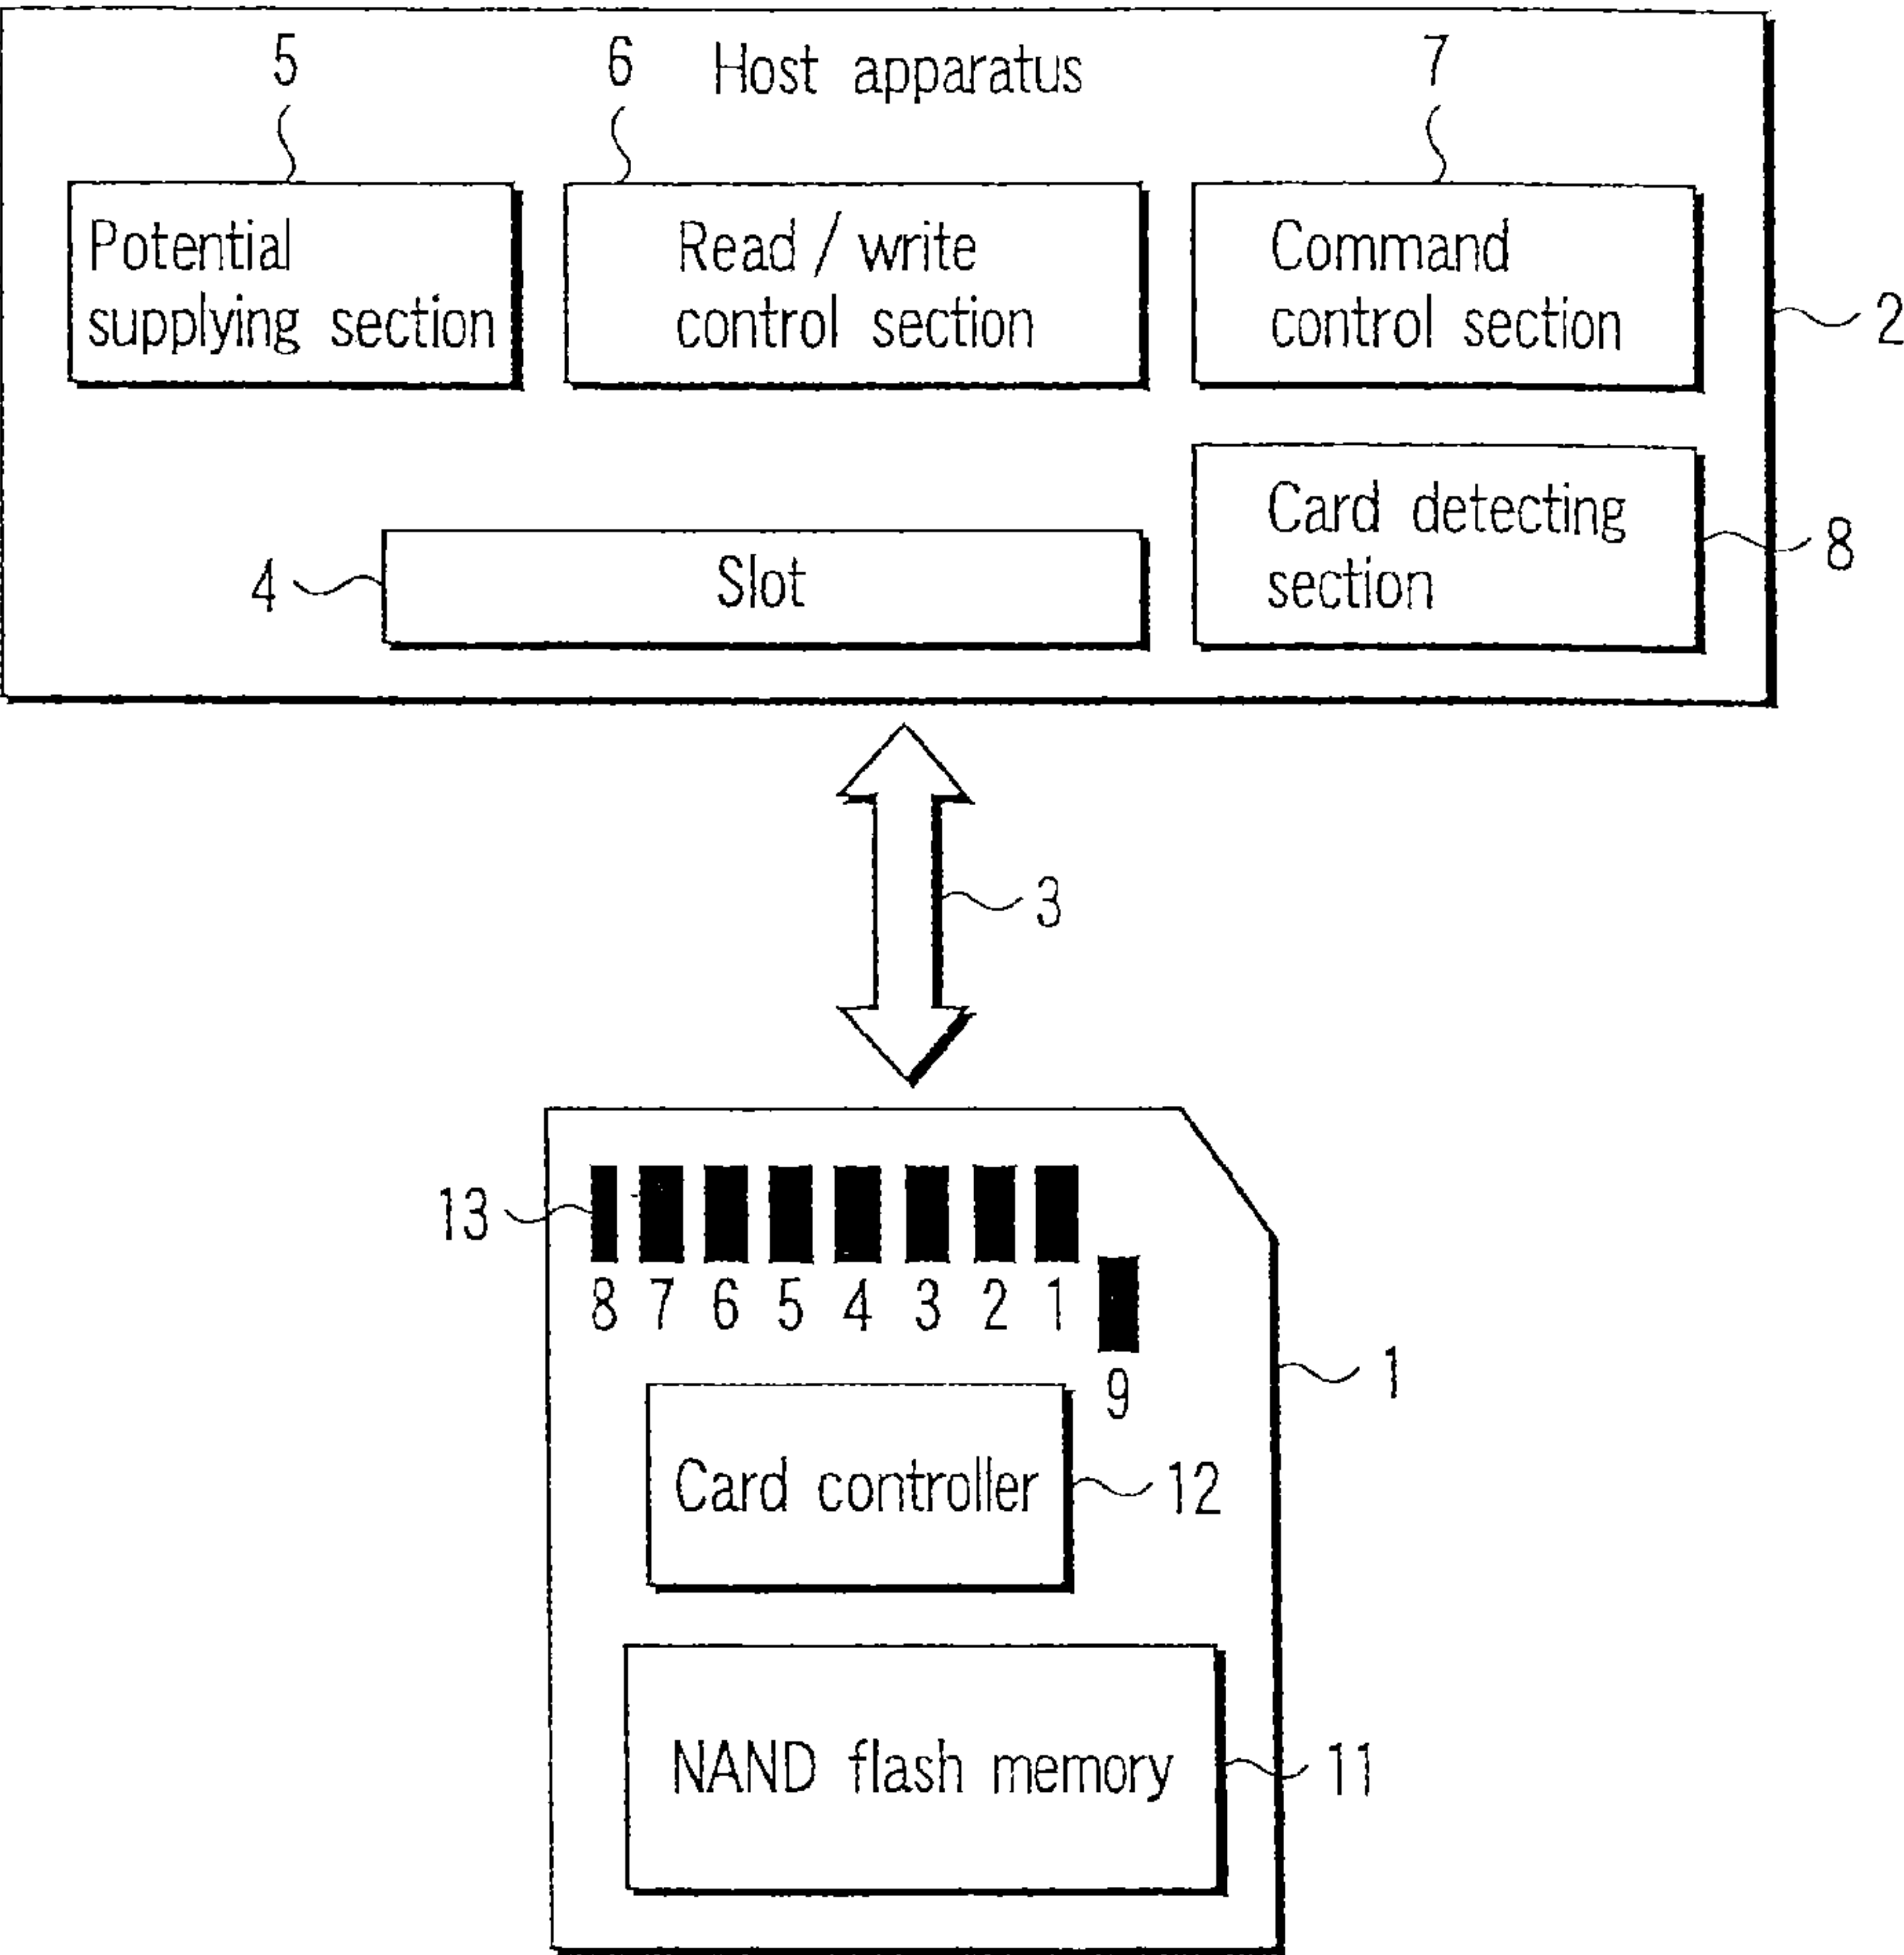 5 6 Host apparatus 7
Potential
supplying section
Read / write
control section
Command
control section
2
Card detecting
section
8
4 Slot
3
13
8 7 6 5 4 3 2 1
9
1
Card controller
12
NAND flash memory
11